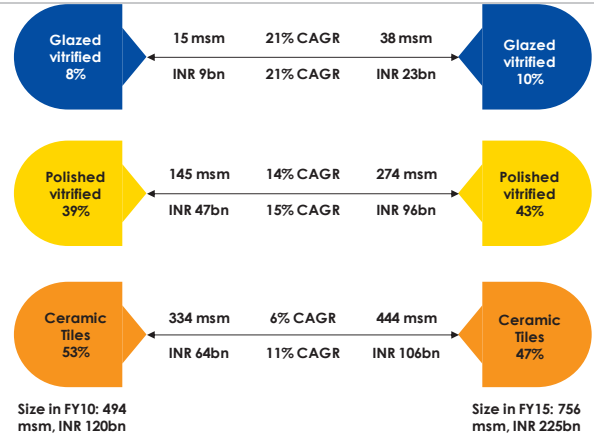 Glazed
vitrified
8%
15 msm 21% CAGR 38 msm
INR 9bn 21% CAGR INR 23bn
Glazed
vitrified
10%
Polished
vitrified
39%
145 msm 14% CAGR 274 msm
INR 47bn 15% CAGR INR 96bn
Polished
vitrified
43%
Ceramic
Tiles
53%
334 msm 6% CAGR 444 msm
INR 64bn 11% CAGR INR 106bn
Ceramic
Tiles
47%
Size in FY10: 494
msm, INR 120bn
Size in FY15: 756
msm, INR 225bn